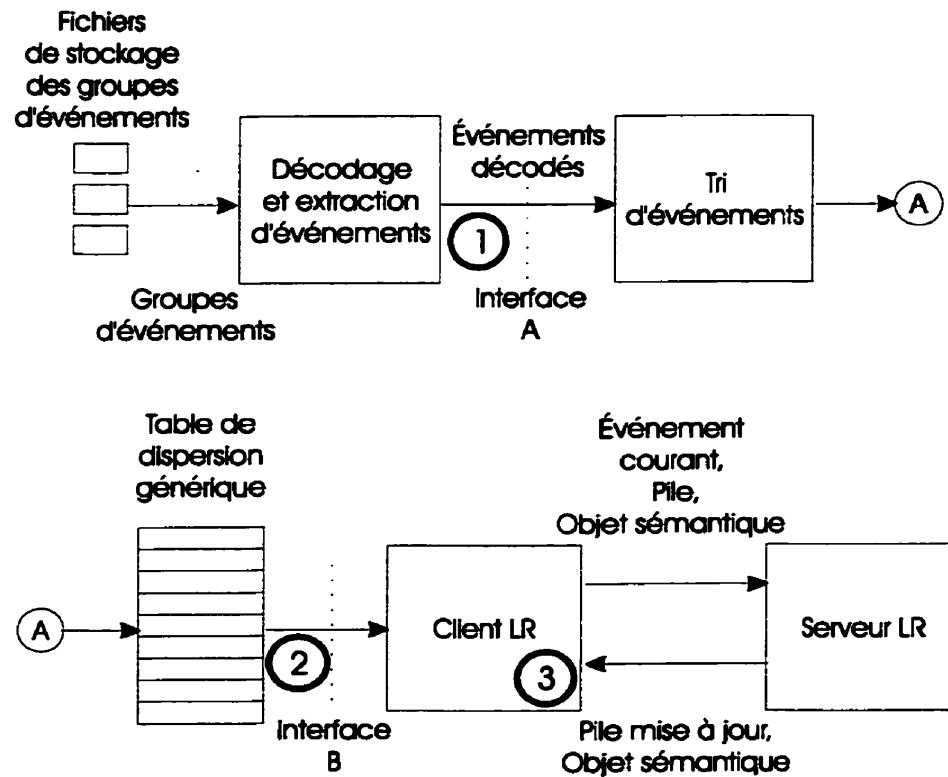 Fichiers
de stockage
des groupes
d'événements
Décodage
et extraction
d'événements
Événements
décodés
Tri
d'événements
A
1
Groupes
d'événements
Interface
A
Table de
dispersion
générique
Événement
courant,
Pile,
Objet sémantique
A
Client LR
Serveur LR
2
3
Interface
B
Pile mise à jour,
Objet sémantique